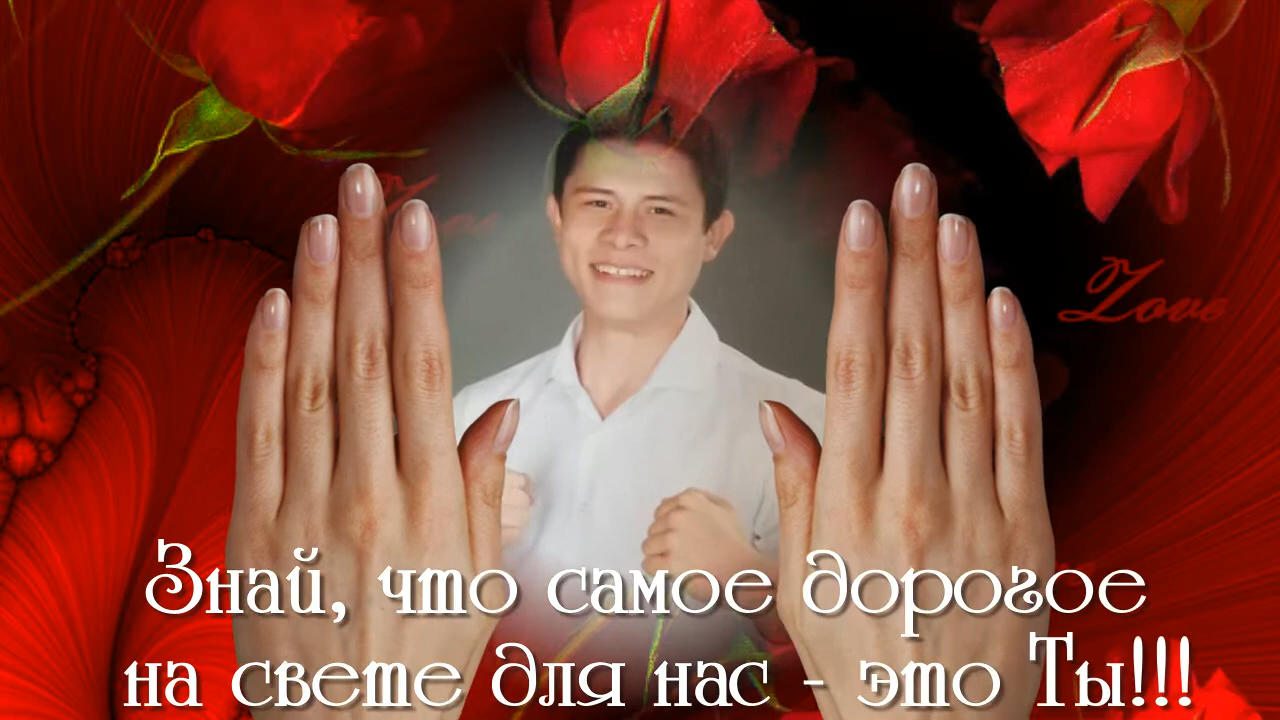 Love
Знай, что самое дорогое
на свете для нас - это Ты!!!